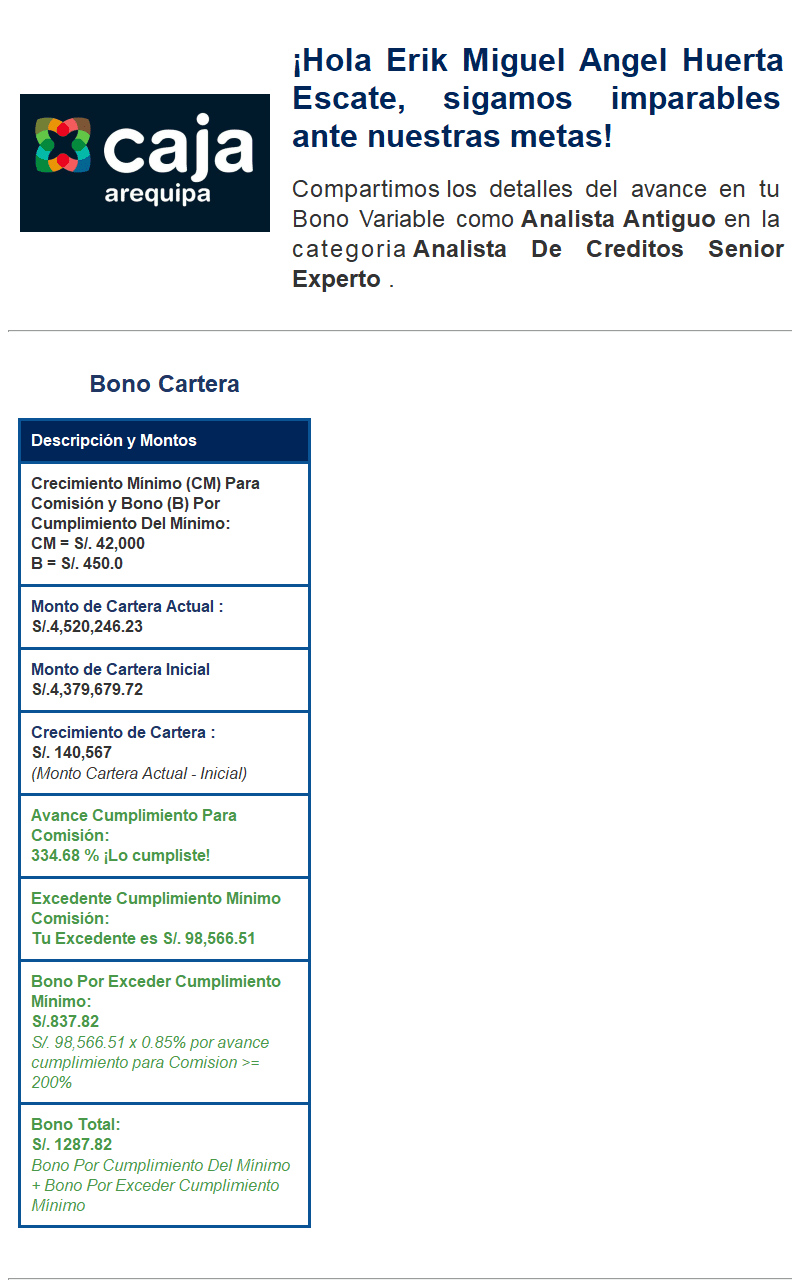 caja
arequipa
¡Hola Erik Miguel Angel Huerta
Escate, sigamos imparables
ante nuestras metas!
Compartimos los detalles del avance en tu
Bono Variable como Analista Antiguo en la
categoria Analista De Creditos Senior
Experto .
Bono Cartera
Descripción y Montos
Crecimiento Mínimo (CM) Para
Comisión y Bono (B) Por
Cumplimiento Del Mínimo:
CM = S/. 42,000
B = S/. 450.0
Monto de Cartera Actual :
S/.4,520,246.23
Monto de Cartera Inicial
S/.4,379,679.72
Crecimiento de Cartera :
S/. 140,567
(Monto Cartera Actual - Inicial)
Avance Cumplimiento Para
Comisión:
334.68 % ¡Lo cumpliste!
Excedente Cumplimiento Mínimo
Comisión:
Tu Excedente es S/. 98,566.51
Bono Por Exceder Cumplimiento
Minimo:
S/.837.82
S/. 98,566.51 x 0.85% por avance
cumplimiento para Comision >=
200%
Bono Total:
S/. 1287.82
Bono Por Cumplimiento Del Mínimo
+ Bono Por Exceder Cumplimiento
Mínimo